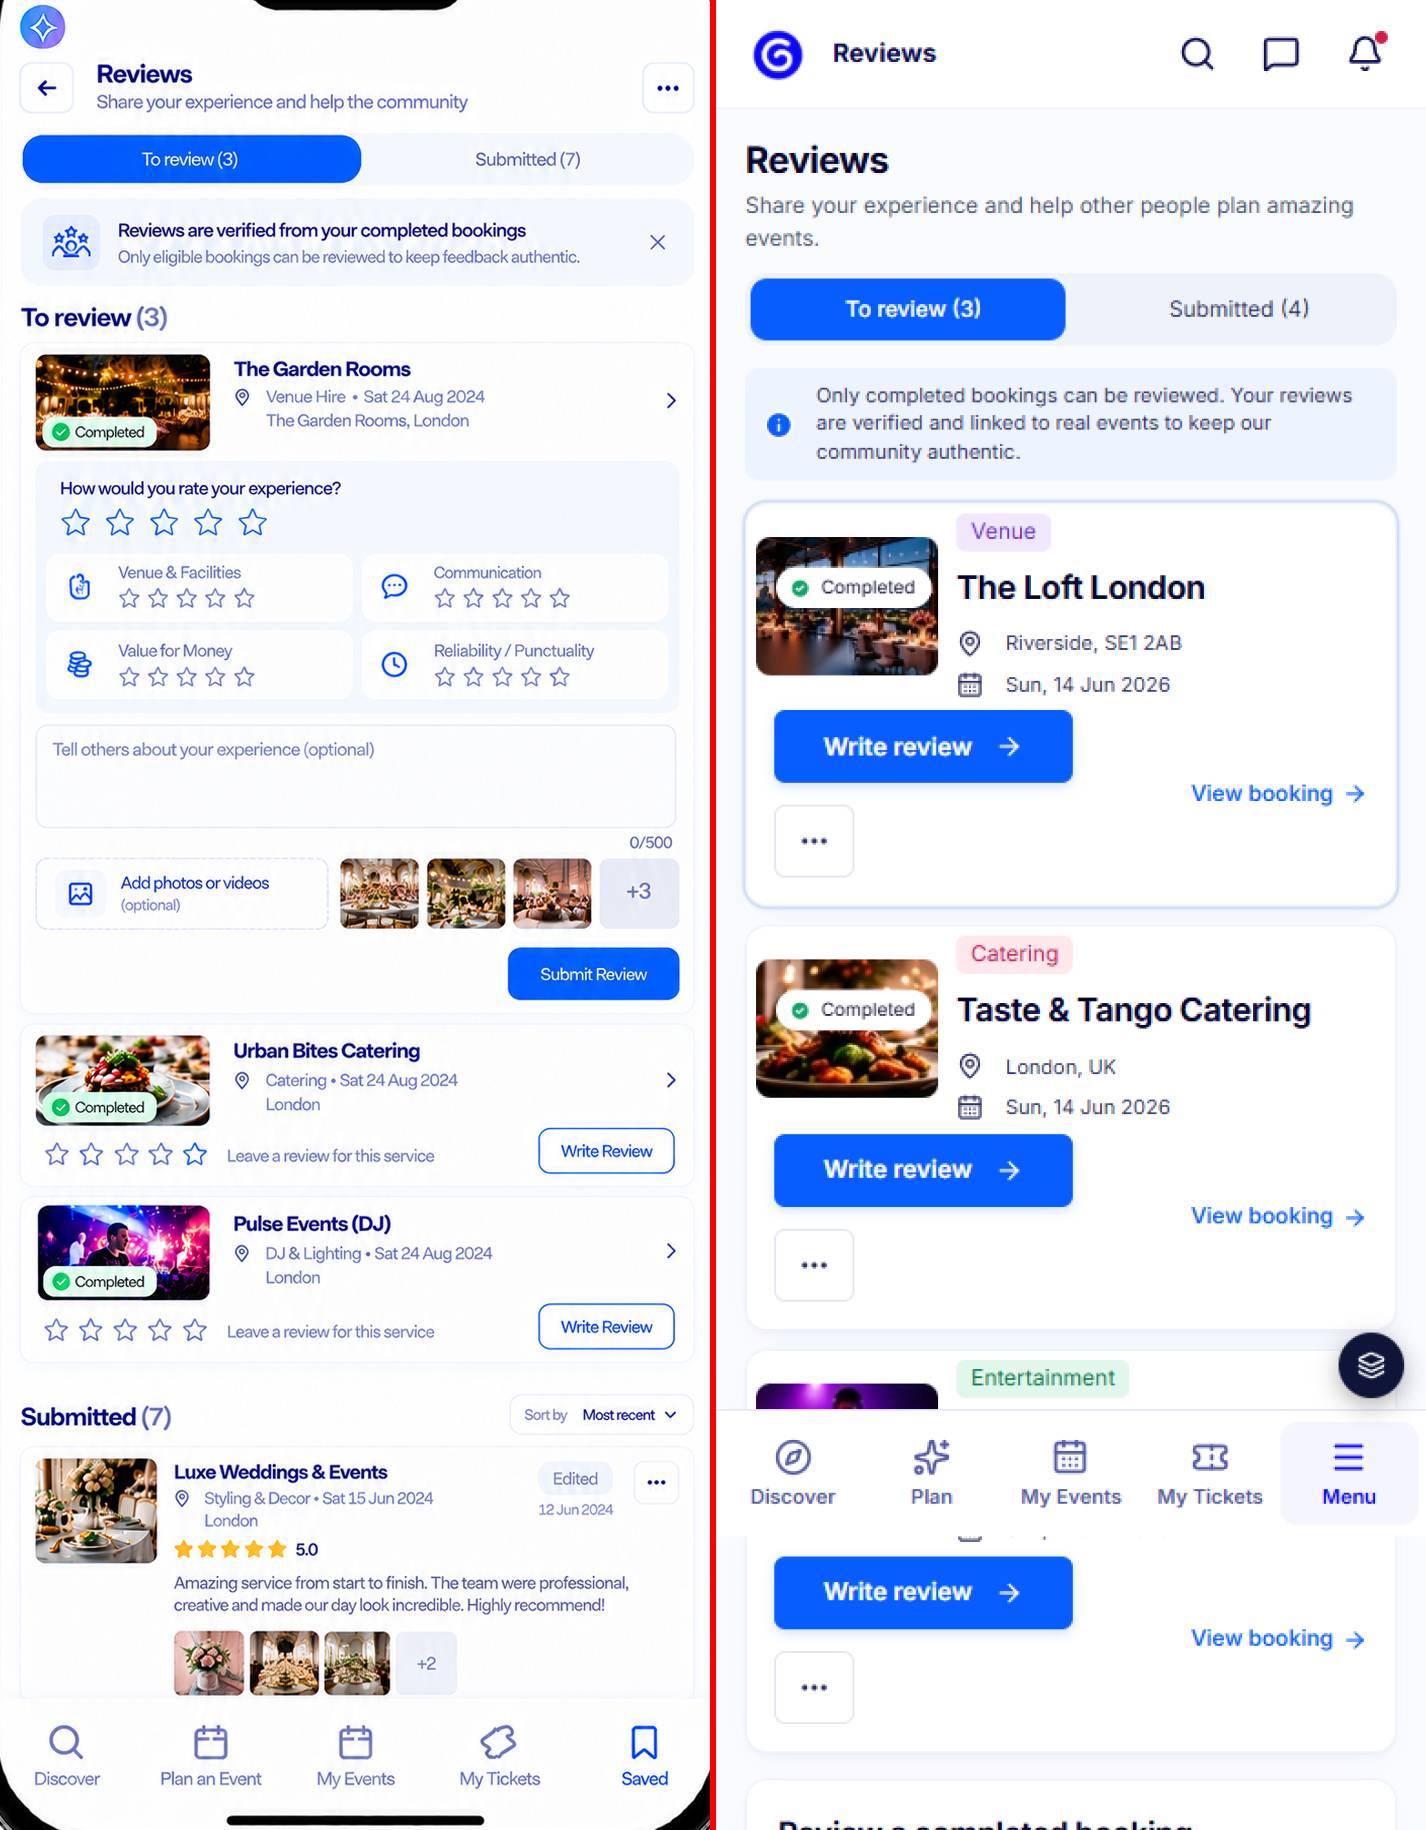 Reviews
Share your experience and help the community
To review (3)
Submitted (7)
Reviews are verified from your completed bookings
Only eligible bookings can be reviewed to keep feedback authentic.
To review (3)
The Garden Rooms
Venue Hire • Sat 24 Aug 2024
The Garden Rooms, London
Completed
How would you rate your experience?
Venue & Facilities
Communication
Value for Money
Reliability / Punctuality
Tell others about your experience (optional)
0/500
Add photos or videos
(optional)
+3
Submit Review
Urban Bites Catering
Catering • Sat 24 Aug 2024
London
Completed
Leave a review for this service
Write Review
Pulse Events (DJ)
DJ & Lighting • Sat 24 Aug 2024
London
Completed
Leave a review for this service
Write Review
Submitted (7)
Sort by Most recent
Luxe Weddings & Events
Styling & Decor • Sat 15 Jun 2024
London
Edited
12 Jun 2024
5.0
Amazing service from start to finish. The team were professional,
creative and made our day look incredible. Highly recommend!
+2
Discover
Plan an Event
My Events
My Tickets
Saved
Reviews
Reviews
Share your experience and help other people plan amazing
events.
To review (3)
Submitted (4)
Only completed bookings can be reviewed. Your reviews
are verified and linked to real events to keep our
community authentic.
Venue
Completed
The Loft London
Riverside, SE1 2AB
Sun, 14 Jun 2026
Write review
View booking
Catering
Completed
Taste & Tango Catering
London, UK
Sun, 14 Jun 2026
Write review
View booking
Entertainment
Discover
Plan
My Events
My Tickets
Menu
Write review
View booking
Review a completed booking